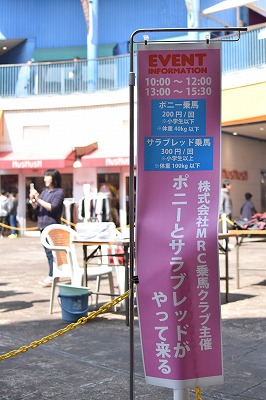 EVENT
INFORMATION
10:00 〜 12:00
13:00 〜 15:30
ポニー乗馬
200円/回
※小学生以下
※体重40kg以下
サラブレッド乗馬
300円/回
※小学生以上
※体重100kg以下
株式会社MRC乗馬クラブ主催
ポニーとサラブレッドが
やって来る